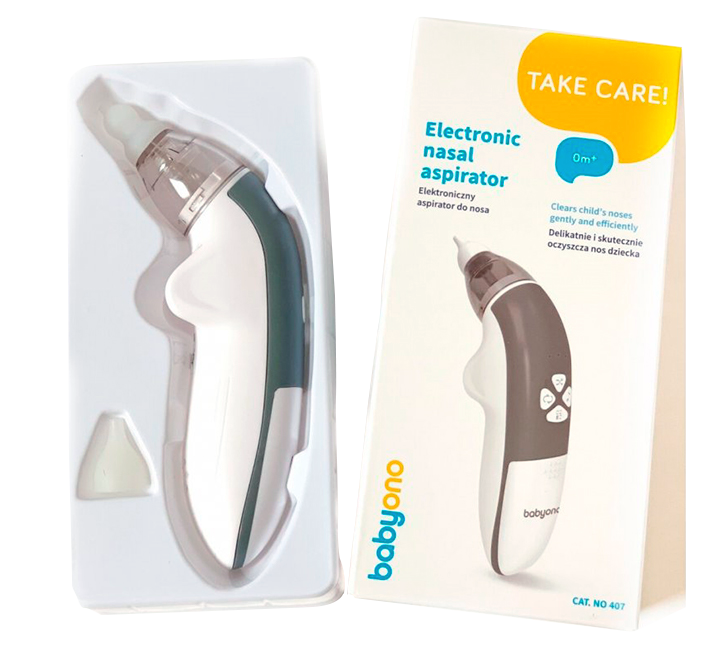 TAKE CARE!
0m+
Electronic
nasal
aspirator
Elektroniczny
aspirator do nosa
Clears child's noses
gently and efficiently
Delikatnie i skutecznie
oczyszcza nos dziecka
babyono
babyono
CAT. NO 407